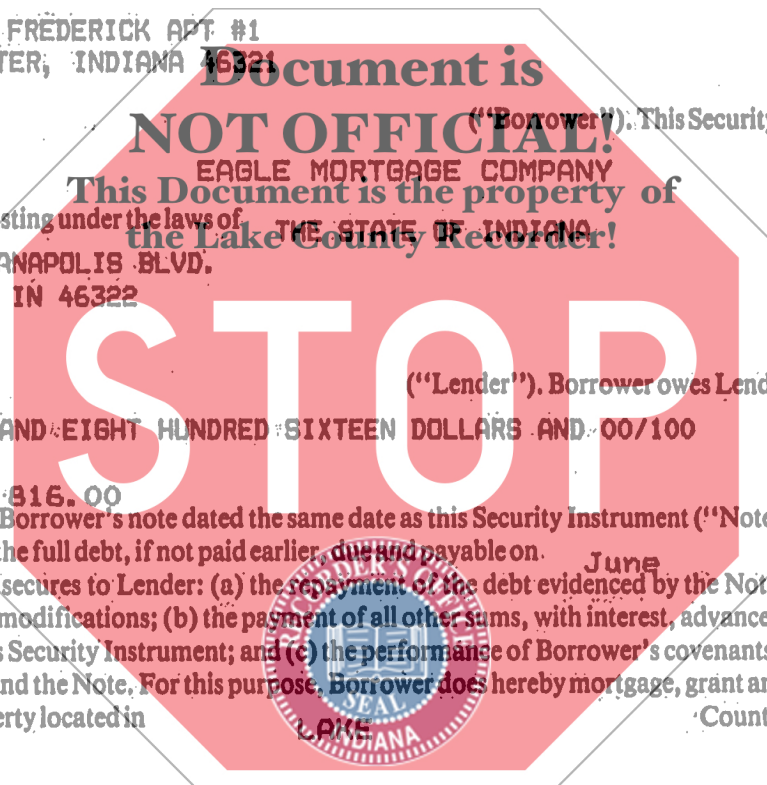 FREDERICK APT #1
TER, INDIANA 46321
Document is
("Borrower"). This Security
NOT OFFICIAL!
EAGLE MORTGAGE COMPANY
This Document is the property of
sting under the laws of THE STATE OF INDIANA
the Lake County Recorder!
ANAPOLIS BLVD.
IN 46322
STOP
("Lender"). Borrower owes Lend
AND EIGHT HUNDRED SIXTEEN DOLLARS AND 00/100
816.00
Borrower's note dated the same date as this Security Instrument ("Note
he full debt, if not paid earlier, due and payable on June
secures to Lender: (a) the repayment of the debt evidenced by the Not
modifications; (b) the payment of all other sums, with interest, advance
s Security Instrument; and (c) the performance of Borrower's covenants
nd the Note. For this purpose, Borrower does hereby mortgage, grant an
erty located in LAKE Count
RECORDER'S OFFICE
SEAL
INDIANA